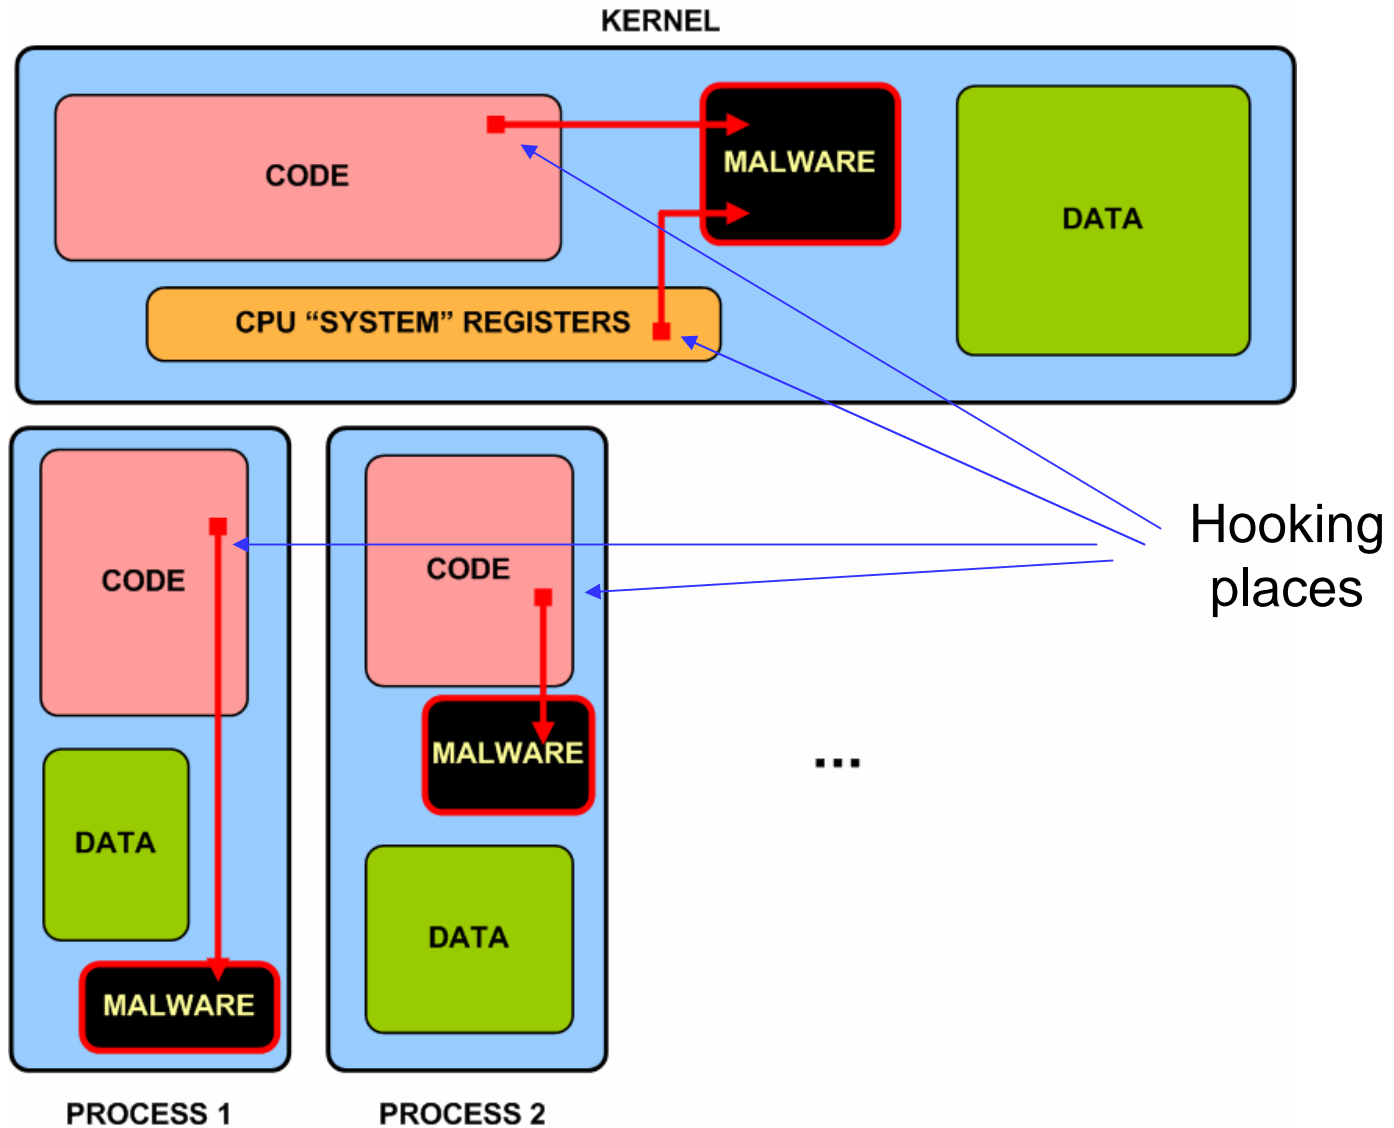 KERNEL
CODE
MALWARE
DATA
CPU “SYSTEM” REGISTERS
Hooking
places
CODE
DATA
MALWARE
PROCESS 1
CODE
MALWARE
DATA
PROCESS 2
...